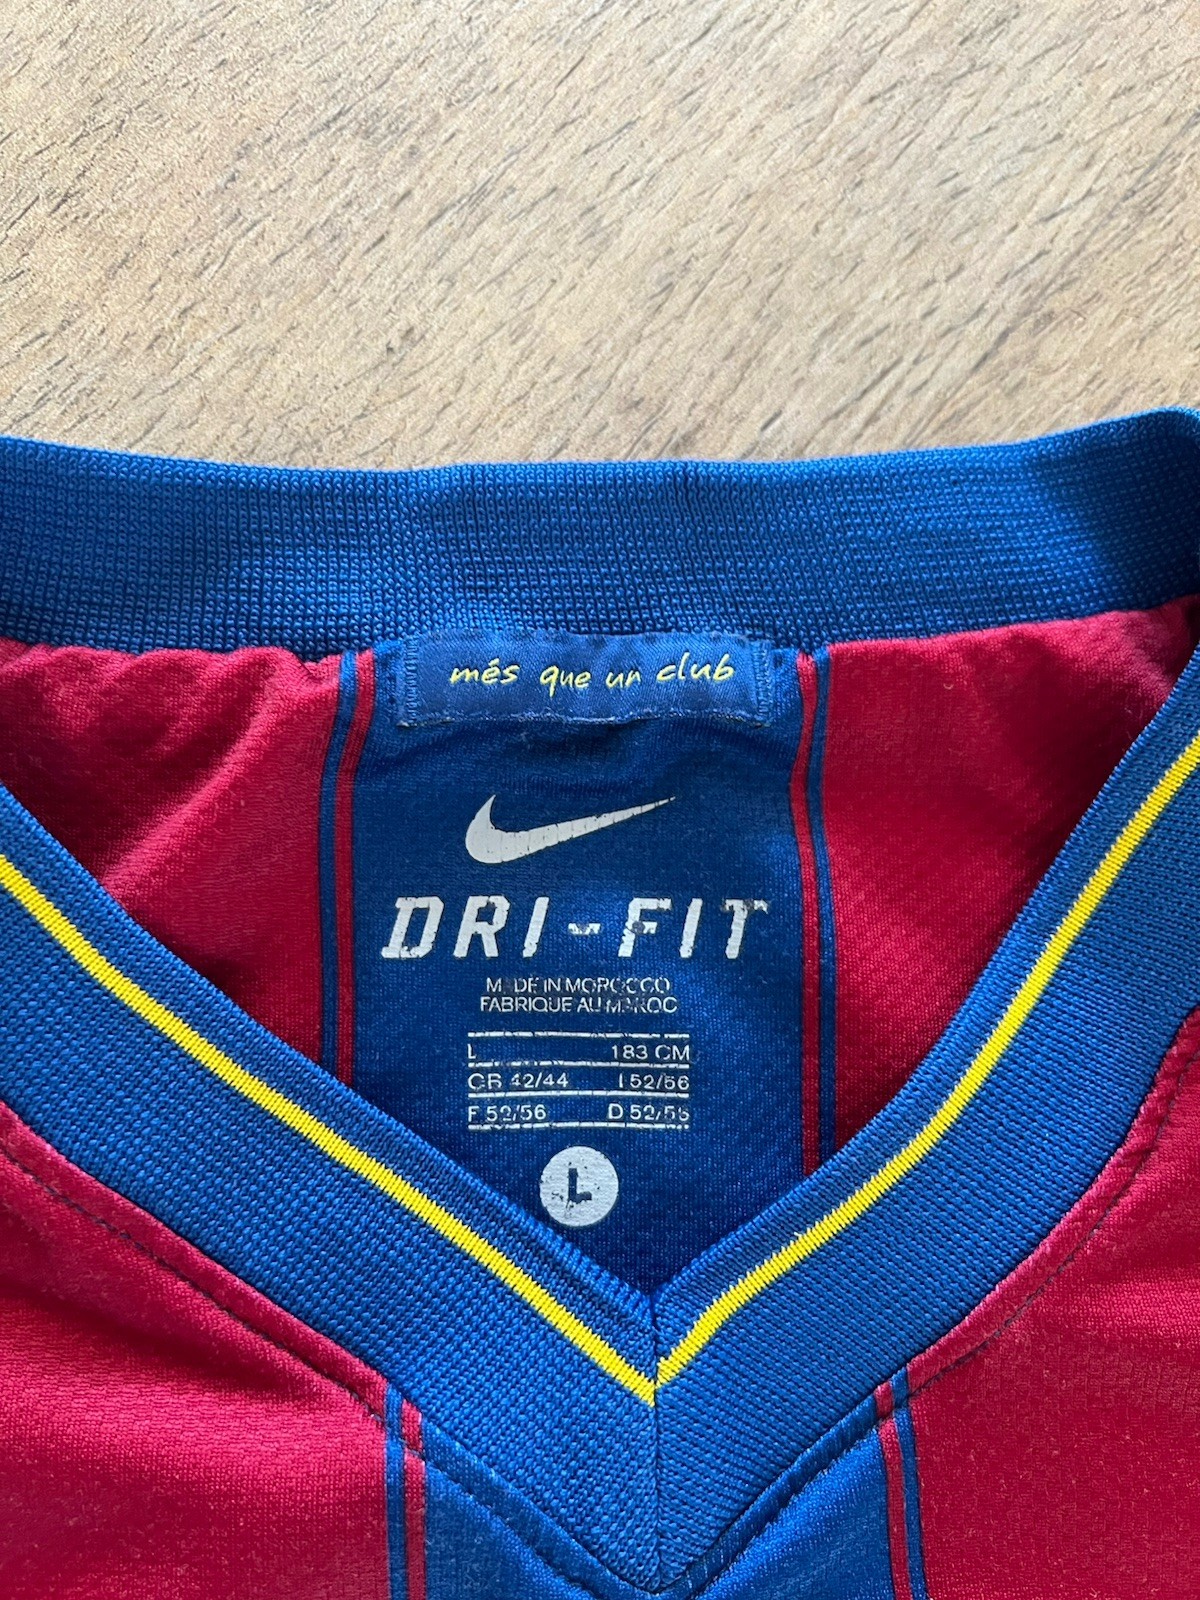 més que un club
DRI-FIT
MADE IN MOROCCO
FABRIQUE AU MAROC
L 183 CM
GB 42/44 I 52/56
F 52/56 D 52/56
L